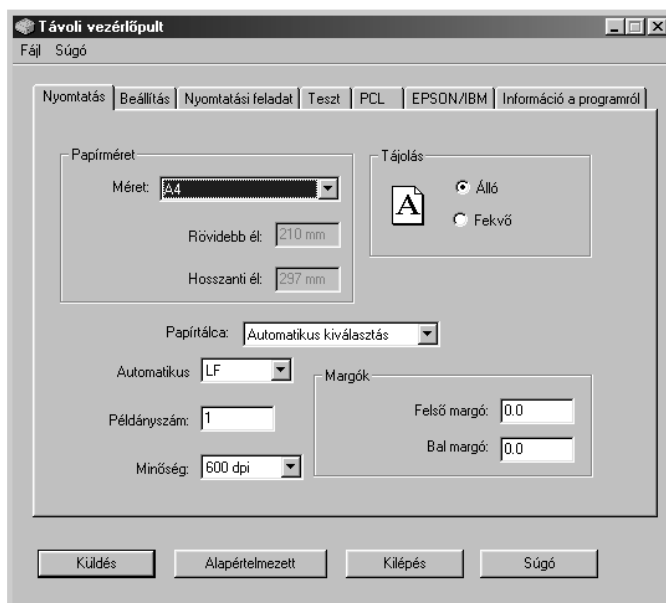 Távoli vezérlőpult
Fájl Súgó
Nyomtatás Beállítás Nyomtatási feladat Teszt PCL EPSON/IBM Információ a programról
Papírméret
Méret: A4
Rövidebb él: 210 mm
Hosszanti él: 297 mm
Tájolás
A
Álló
Fekvő
Papírtálca: Automatikus kiválasztás
Automatikus LF
Példányszám: 1
Minőség: 600 dpi
Margók
Felső margó: 0.0
Bal margó: 0.0
Küldés Alapértelmezett Kilépés Súgó